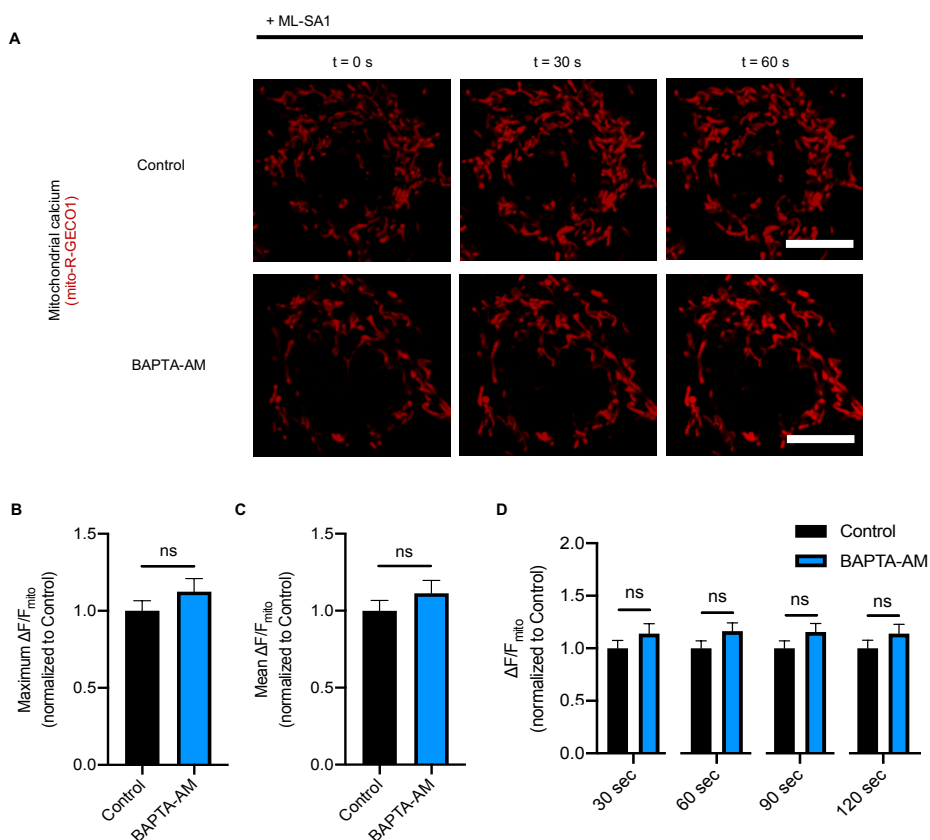 + ML-SA1
A
t = 0 s
t = 30 s
t = 60 s
Control
Mitochondrial calcium
(mito-R-GECO1)
BAPTA-AM
B
Maximum ΔF/Fmito
(normalized to Control)
1.5
1.0
0.5
0.0
ns
Control
BAPTA-AM
C
Mean ΔF/Fmito
(normalized to Control)
1.5
1.0
0.5
0.0
ns
Control
BAPTA-AM
D
Control
BAPTA-AM
ΔF/Fmito
(normalized to Control)
2.0
1.5
1.0
0.5
0.0
ns
ns
ns
ns
30 sec
60 sec
90 sec
120 sec